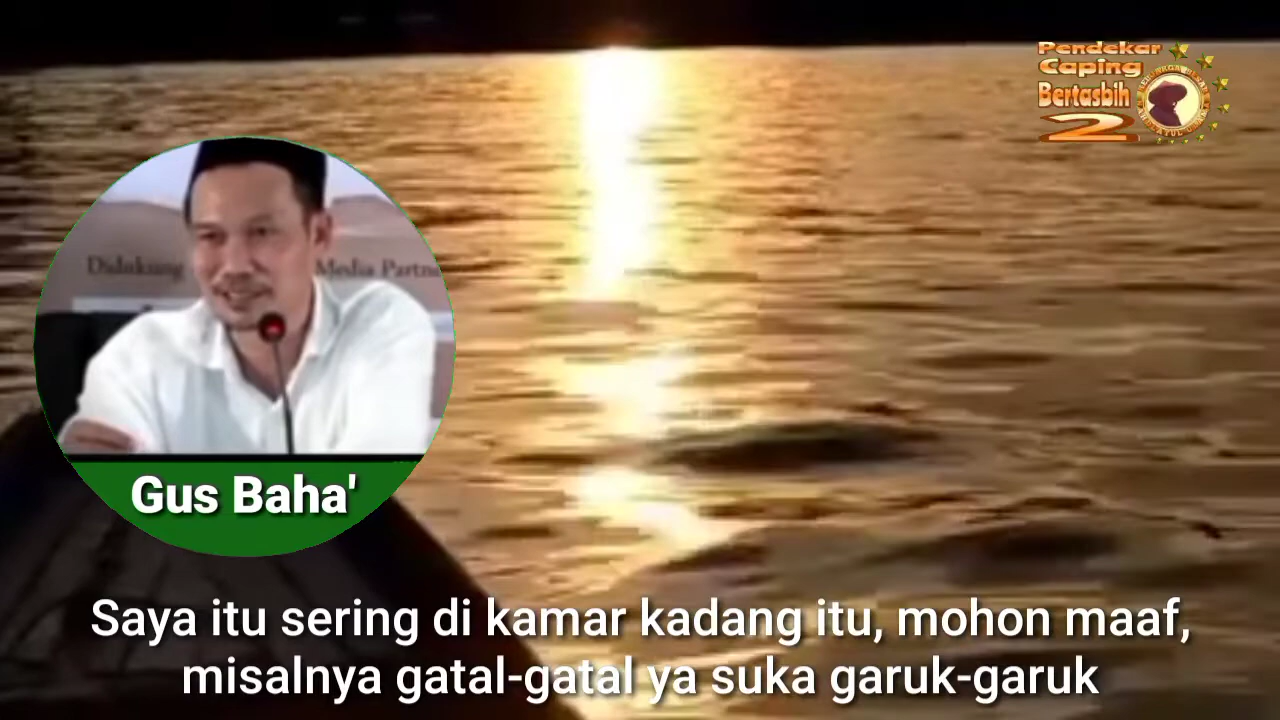 Pendekar
Caping
Bertasbih
2
Didukung
Media Partn
Gus Baha'
Saya itu sering di kamar kadang itu, mohon maaf,
misalnya gatal-gatal ya suka garuk-garuk